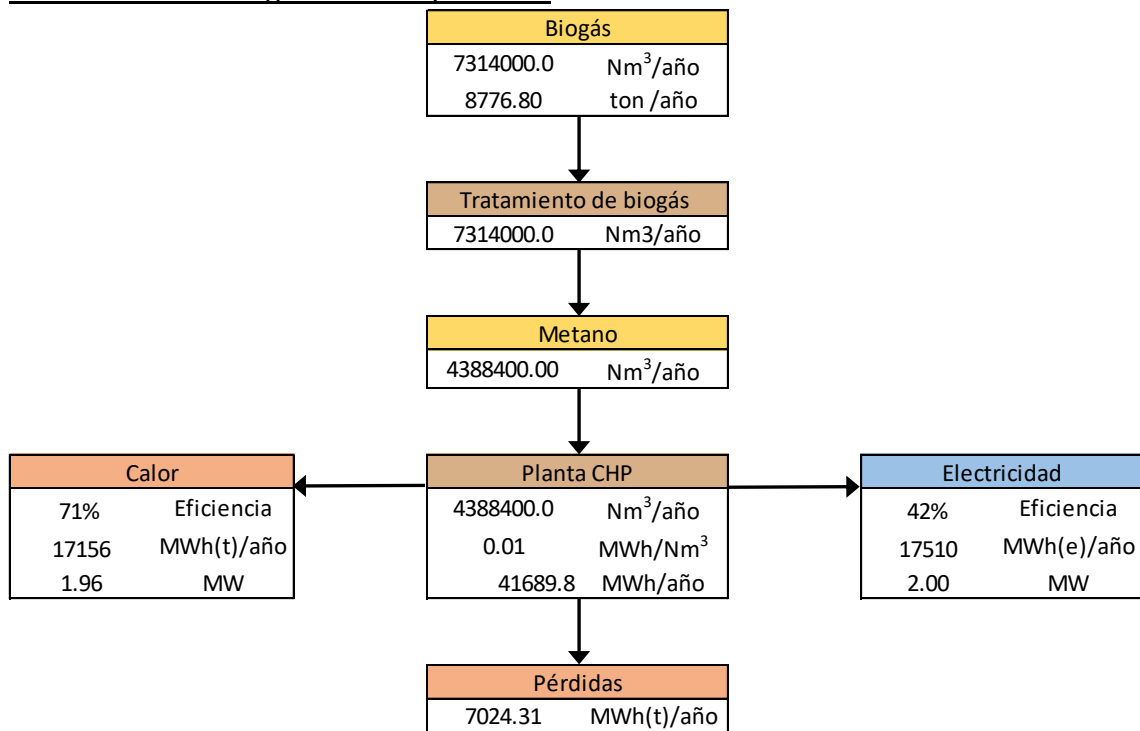 Biogás
7314000.0 Nm³/año
8776.80 ton /año
Tratamiento de biogás
7314000.0 Nm3/año
Metano
4388400.00 Nm³/año
Calor
71% Eficiencia
17156 MWh(t)/año
1.96 MW
Planta CHP
4388400.0 Nm³/año
0.01 MWh/Nm³
41689.8 MWh/año
Electricidad
42% Eficiencia
17510 MWh(e)/año
2.00 MW
Pérdidas
7024.31 MWh(t)/año